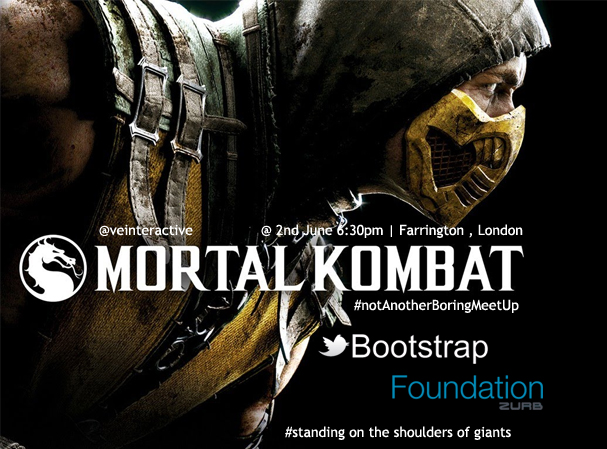 @veinteractive @ 2nd June 6:30pm | Farrington , London
MORTAL KOMBAT
#notAnotherBoringMeetUp
Bootstrap
Foundation
ZURB
#standing on the shoulders of giants